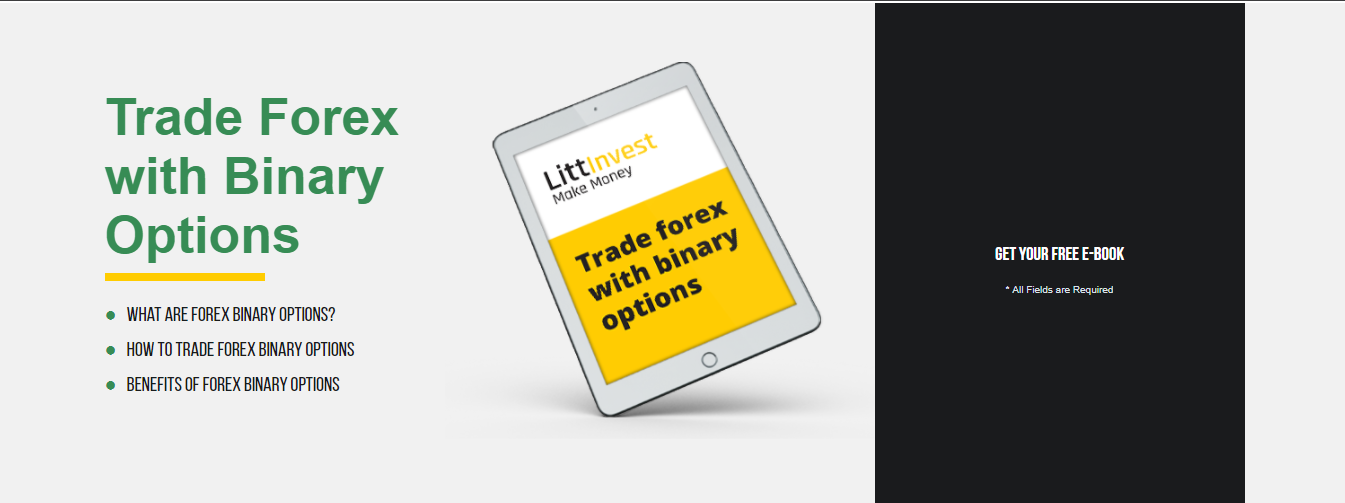 Trade Forex
with Binary
Options
WHAT ARE FOREX BINARY OPTIONS?
HOW TO TRADE FOREX BINARY OPTIONS
BENEFITS OF FOREX BINARY OPTIONS
LittInvest
Make Money
Trade forex
with binary
options
GET YOUR FREE E-BOOK
* All Fields are Required